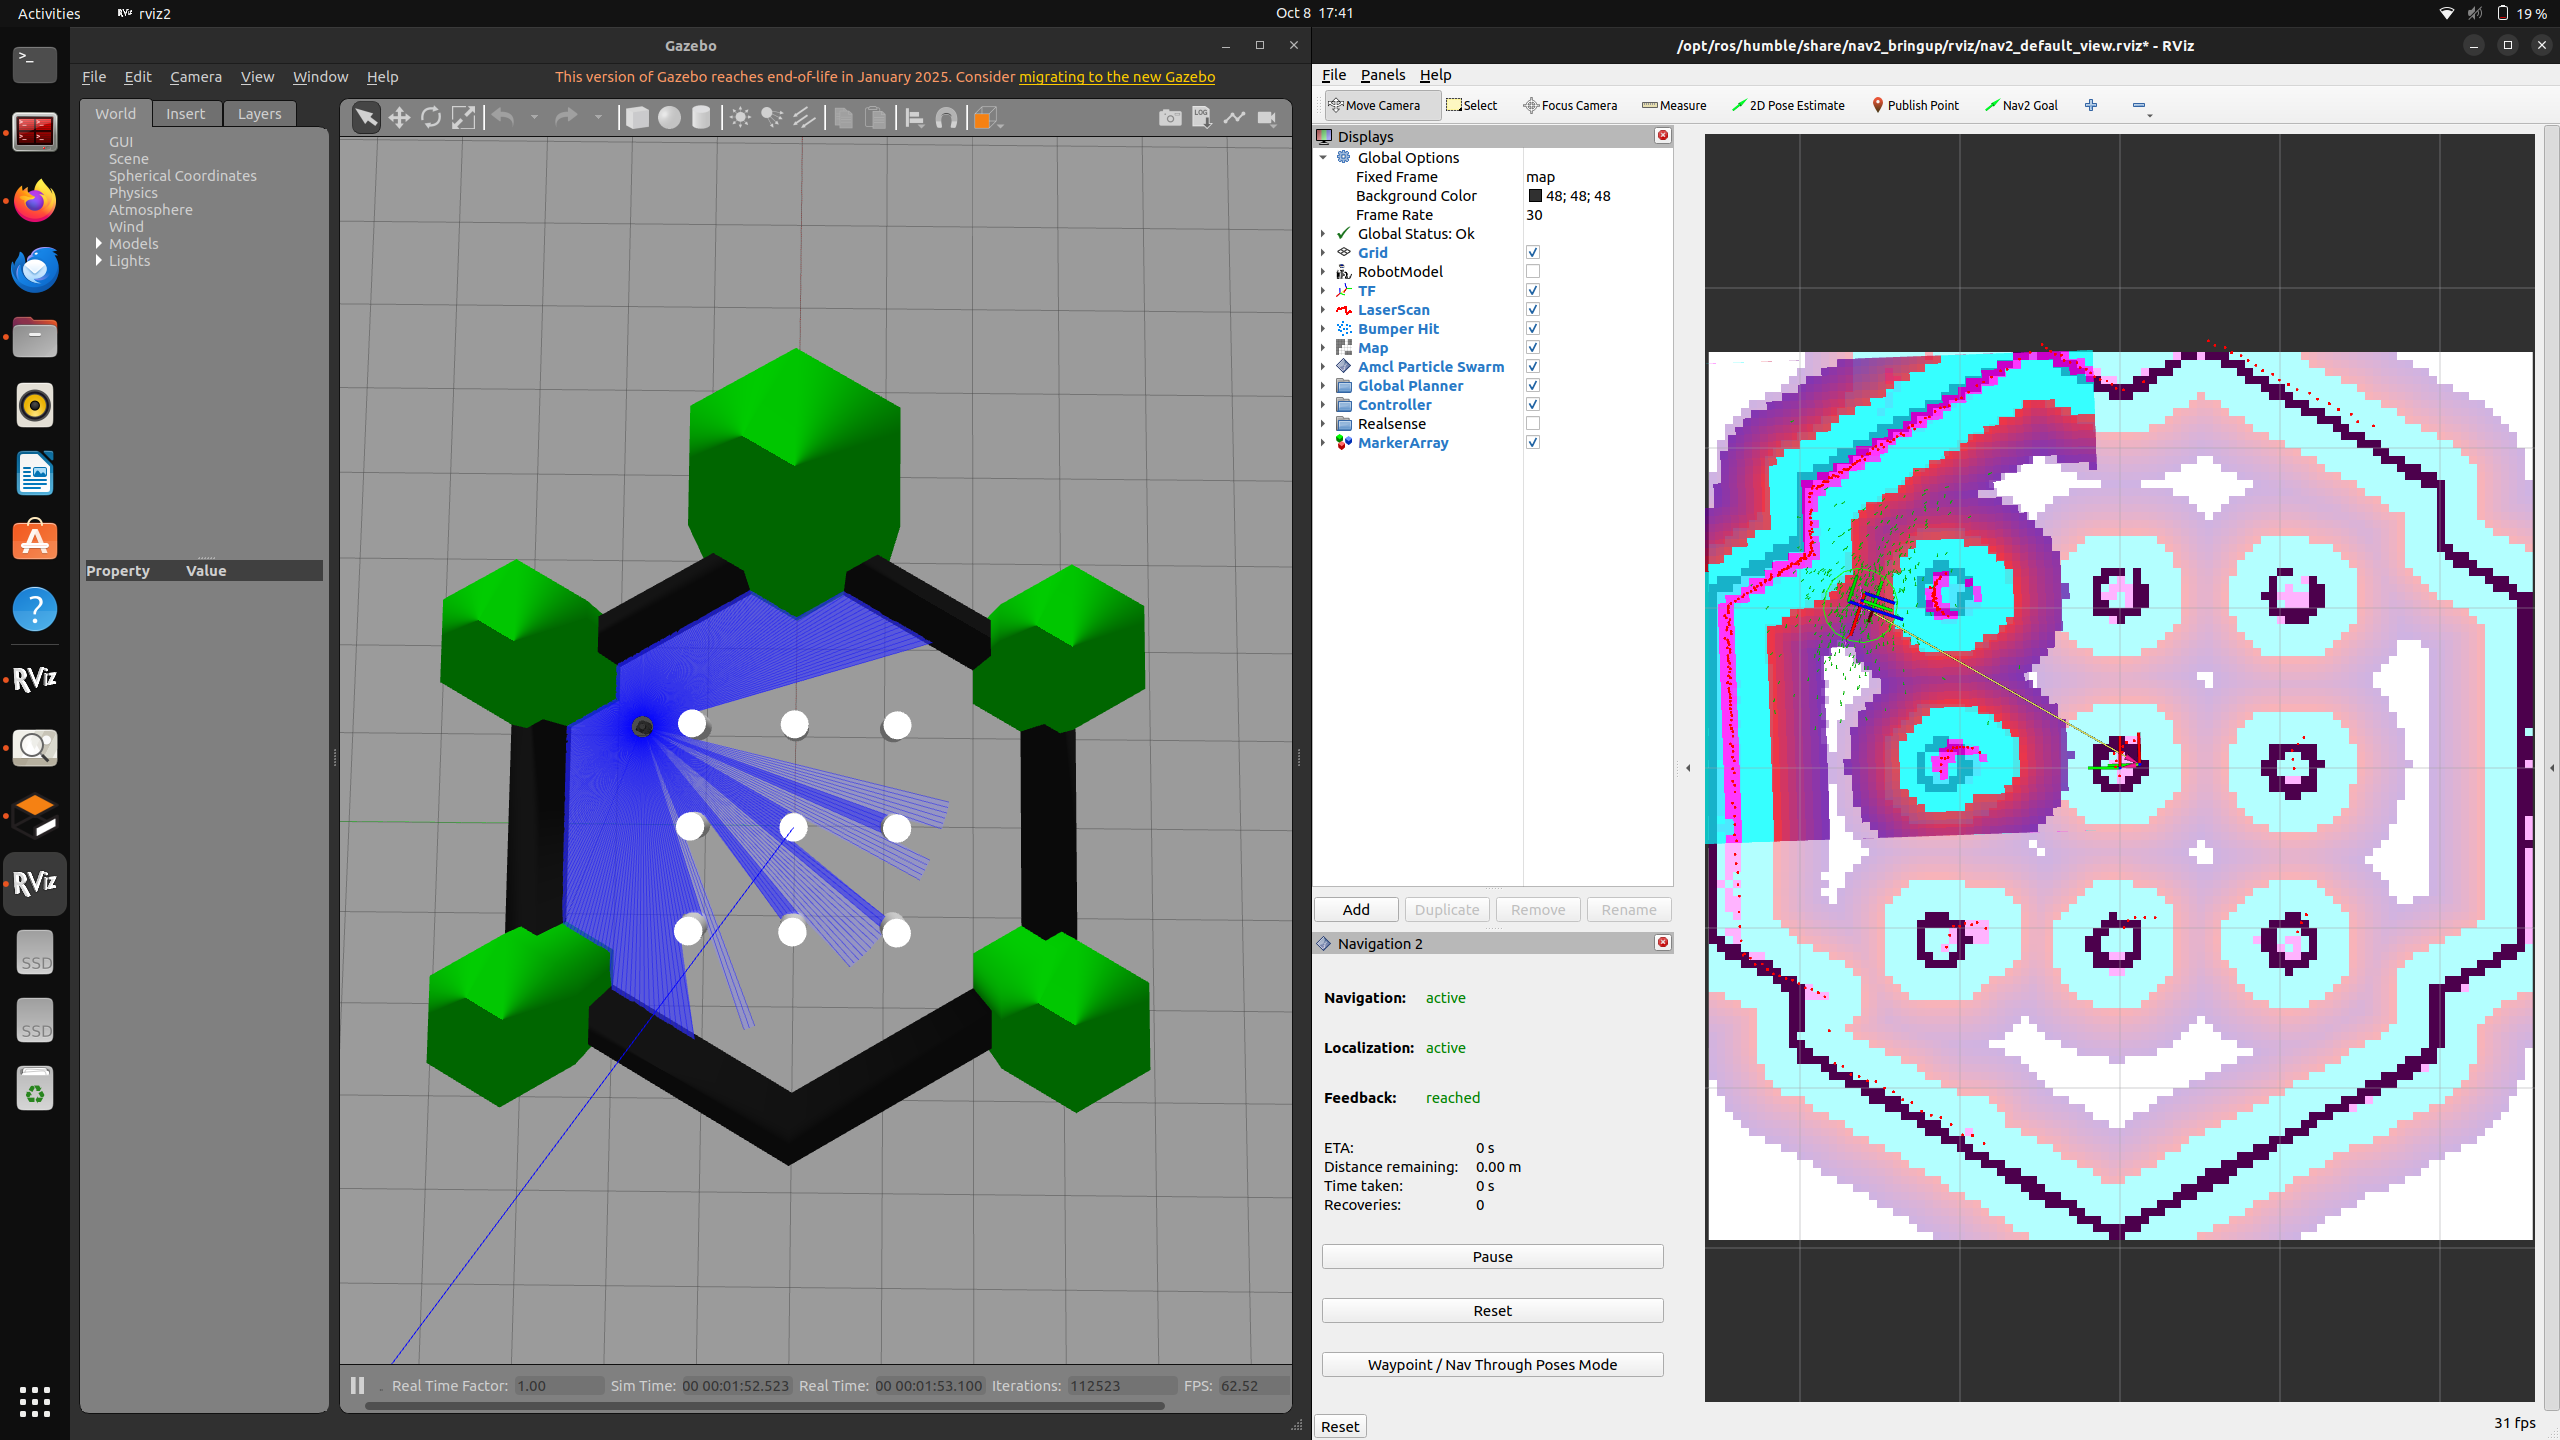 Activities
RViz rviz2
Oct 8 17:41
19 %
Gazebo
File Edit Camera View Window Help
This version of Gazebo reaches end-of-life in January 2025. Consider migrating to the new Gazebo
World Insert Layers
GUI
Scene
Spherical Coordinates
Physics
Atmosphere
Wind
Models
Lights
Property Value
LOG
RViz
RViz
SSD
SSD
Real Time Factor: 1.00 Sim Time: 00 00:01:52.523 Real Time: 00 00:01:53.100 Iterations: 112523 FPS: 62.52
/opt/ros/humble/share/nav2_bringup/rviz/nav2_default_view.rviz* - RViz
File Panels Help
Move Camera Select Focus Camera Measure 2D Pose Estimate Publish Point Nav2 Goal
Displays
Global Options
Fixed Frame map
Background Color 48; 48; 48
Frame Rate 30
Global Status: Ok
Grid
RobotModel
TF
LaserScan
Bumper Hit
Map
Amcl Particle Swarm
Global Planner
Controller
Realsense
MarkerArray
Add Duplicate Remove Rename
Navigation 2
Navigation: active
Localization: active
Feedback: reached
ETA: 0 s
Distance remaining: 0.00 m
Time taken: 0 s
Recoveries: 0
Pause
Reset
Waypoint / Nav Through Poses Mode
Reset
31 fps